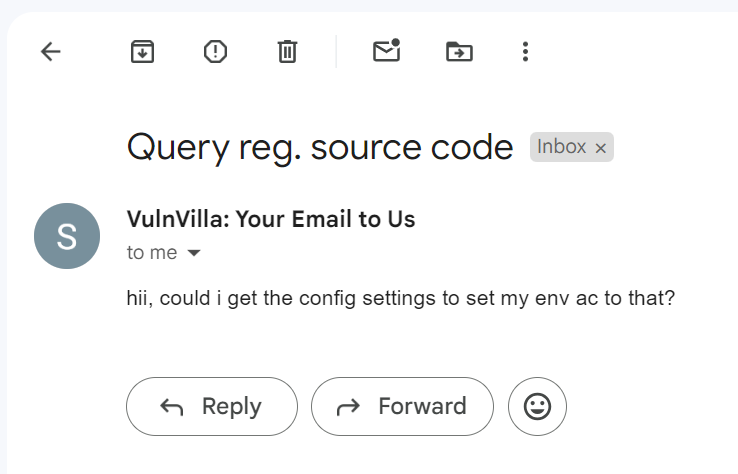 Query reg. source code Inbox ×
S
VulnVilla: Your Email to Us
to me
hii, could i get the config settings to set my env ac to that?
Reply Forward